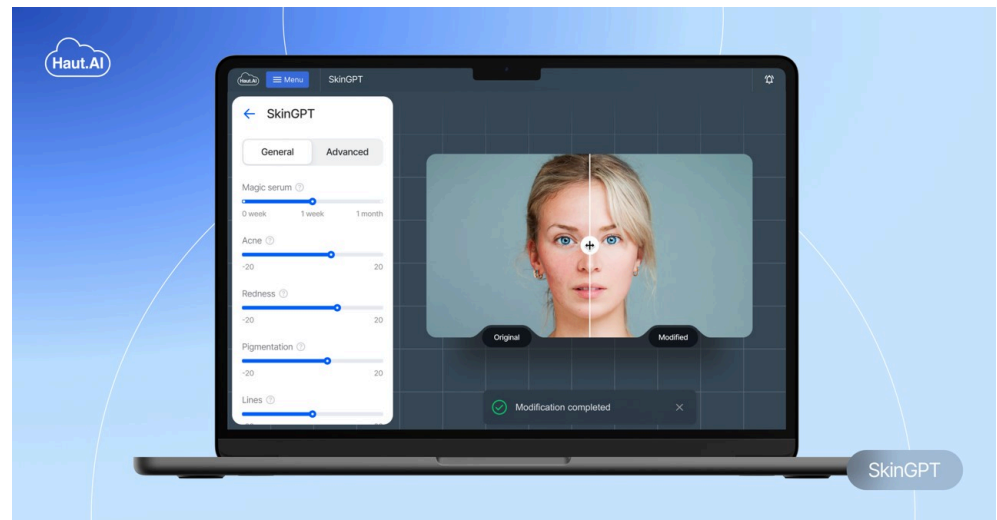 Haut.AI
Haut.AI Menu SkinGPT
SkinGPT
General Advanced
Magic serum
0 week 1 week 1 month
Acne
-20 20
Redness
-20 20
Pigmentation
-20 20
Lines
Original Modified
Modification completed
SkinGPT